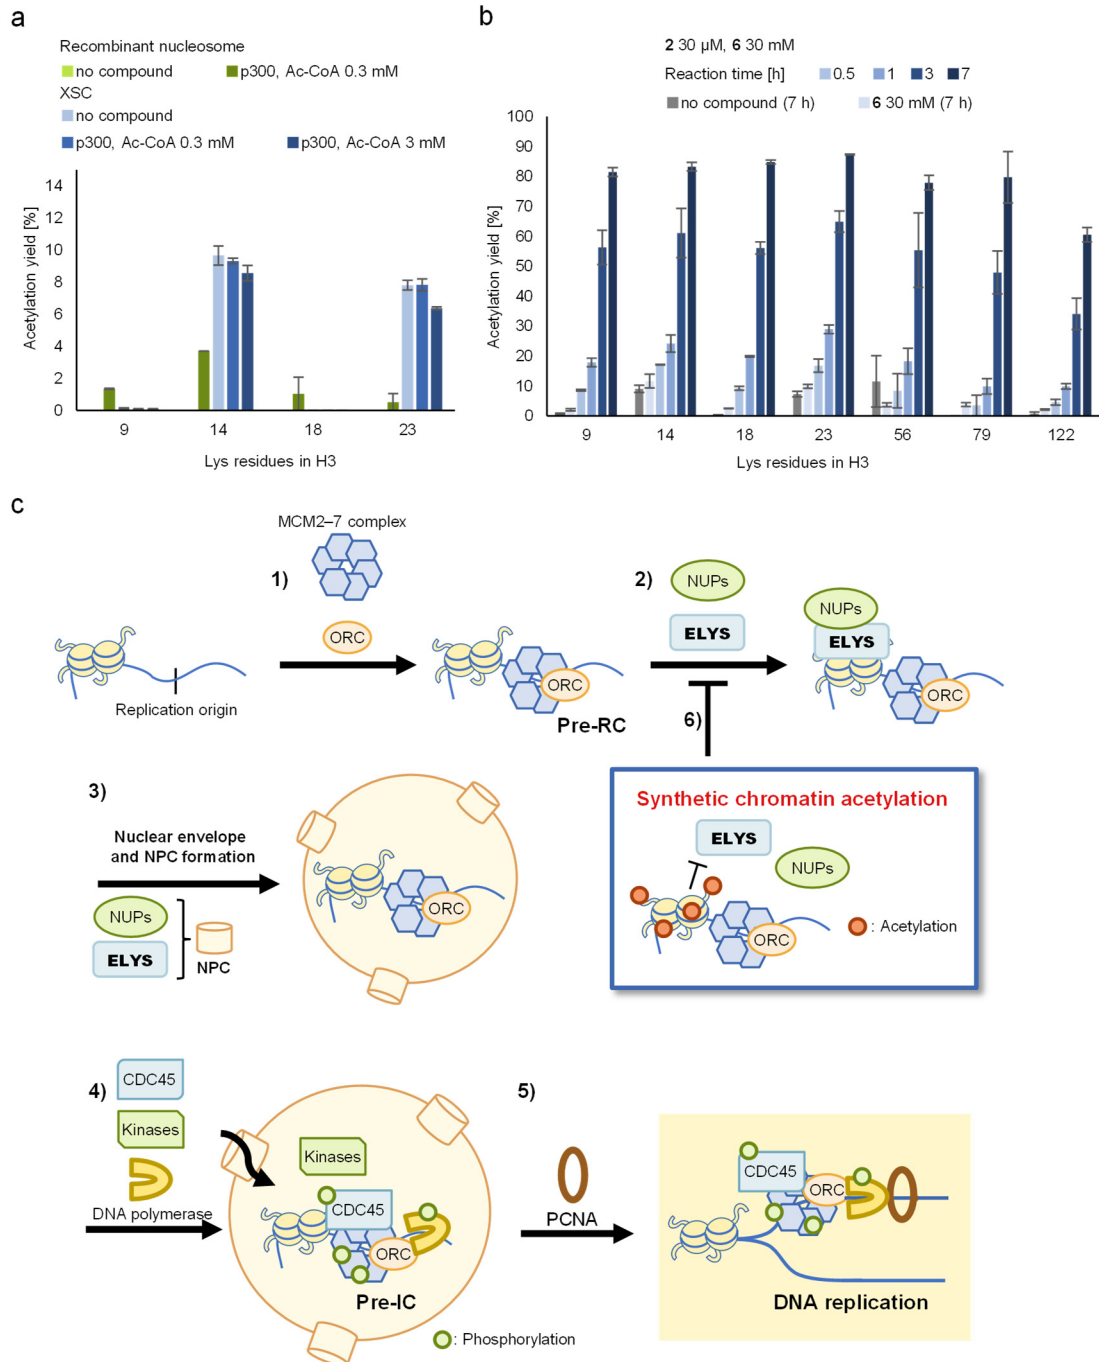 a
Recombinant nucleosome
no compound
p300, Ac-CoA 0.3 mM
XSC
no compound
p300, Ac-CoA 0.3 mM
p300, Ac-CoA 3 mM
Acetylation yield [%]
14
12
10
8
6
4
2
0
9 14 18 23
Lys residues in H3
b
2 30 µM, 6 30 mM
Reaction time [h] 0.5 1 3 7
no compound (7 h) 6 30 mM (7 h)
Acetylation yield [%]
100
90
80
70
60
50
40
30
20
10
0
9 14 18 23 56 79 122
Lys residues in H3
c
MCM2–7 complex
1)
ORC
Replication origin
ORC
Pre-RC
2)
NUPs
ELYS
NUPs
ELYS
ORC
6)
Synthetic chromatin acetylation
ELYS
NUPs
ORC
: Acetylation
3)
Nuclear envelope
and NPC formation
NUPs
ELYS
NPC
ORC
4)
CDC45
Kinases
DNA polymerase
Kinases
CDC45
ORC
Pre-IC
: Phosphorylation
5)
PCNA
CDC45
ORC
DNA replication